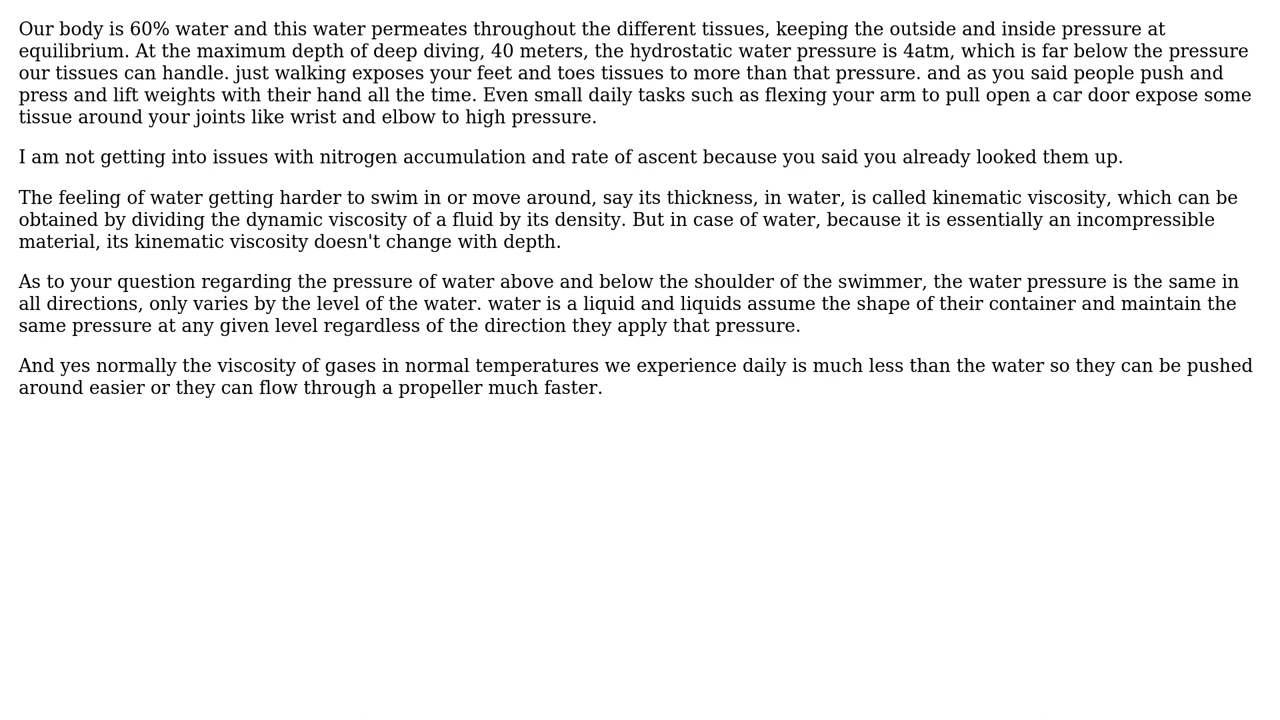 Our body is 60% water and this water permeates throughout the different tissues, keeping the outside and inside pressure at
equilibrium. At the maximum depth of deep diving, 40 meters, the hydrostatic water pressure is 4atm, which is far below the pressure
our tissues can handle. just walking exposes your feet and toes tissues to more than that pressure. and as you said people push and
press and lift weights with their hand all the time. Even small daily tasks such as flexing your arm to pull open a car door expose some
tissue around your joints like wrist and elbow to high pressure.
I am not getting into issues with nitrogen accumulation and rate of ascent because you said you already looked them up.
The feeling of water getting harder to swim in or move around, say its thickness, in water, is called kinematic viscosity, which can be
obtained by dividing the dynamic viscosity of a fluid by its density. But in case of water, because it is essentially an incompressible
material, its kinematic viscosity doesn't change with depth.
As to your question regarding the pressure of water above and below the shoulder of the swimmer, the water pressure is the same in
all directions, only varies by the level of the water. water is a liquid and liquids assume the shape of their container and maintain the
same pressure at any given level regardless of the direction they apply that pressure.
And yes normally the viscosity of gases in normal temperatures we experience daily is much less than the water so they can be pushed
around easier or they can flow through a propeller much faster.